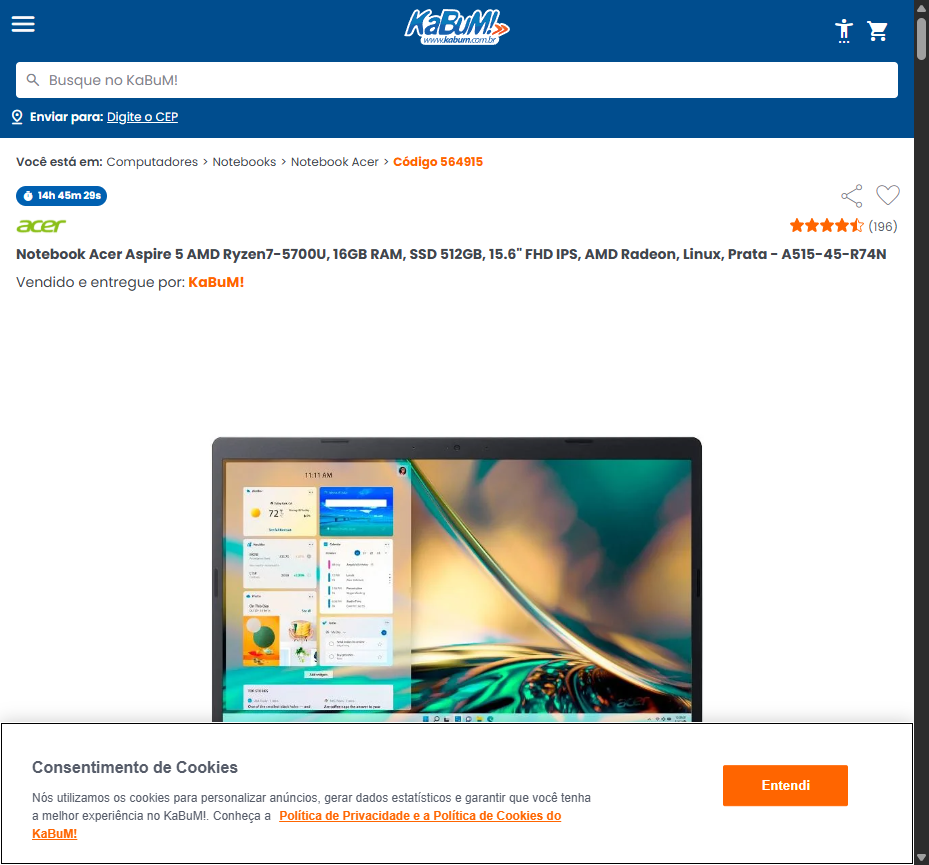 KaBuM!
www.kabum.com.br
Busque no KaBuM!
Enviar para: Digite o CEP
Você está em: Computadores > Notebooks > Notebook Acer > Código 564915
14h 45m 29s
acer
(196)
Notebook Acer Aspire 5 AMD Ryzen7-5700U, 16GB RAM, SSD 512GB, 15.6" FHD IPS, AMD Radeon, Linux, Prata - A515-45-R74N
Vendido e entregue por: KaBuM!
11:11 AM
72°
Consentimento de Cookies
Nós utilizamos os cookies para personalizar anúncios, gerar dados estatísticos e garantir que você tenha
a melhor experiência no KaBuM!. Conheça a Política de Privacidade e a Política de Cookies do
KaBuM!
Entendi